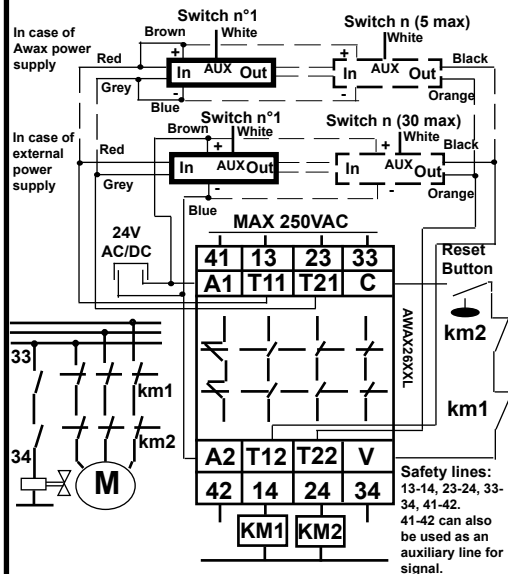 In case of
Awax power
supply
Brown
Switch n°1
White
Switch n (5 max)
White
Red
+
In AUX Out
+
In AUX Out
Black
Grey
-
Blue
-
Orange
In case of
external
power
supply
Brown
Switch n°1
White
Switch n (30 max)
White
Red
+
In AUX Out
+
In AUX Out
Black
Grey
-
Blue
-
Orange
24V
AC/DC
MAX 250VAC
41 13 23 33
A1 T11 T21 C
Reset
Button
AWAX26XXL
km2
km1
33
34
km1
km2
M
A2 T12 T22 V
42 14 24 34
KM1 KM2
Safety lines:
13-14, 23-24, 33-
34, 41-42.
41-42 can also
be used as an
auxiliary line for
signal.